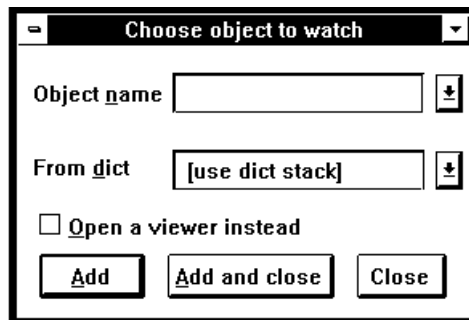 Choose object to watch
Object name
From dict [use dict stack]
Open a viewer instead
Add Add and close Close